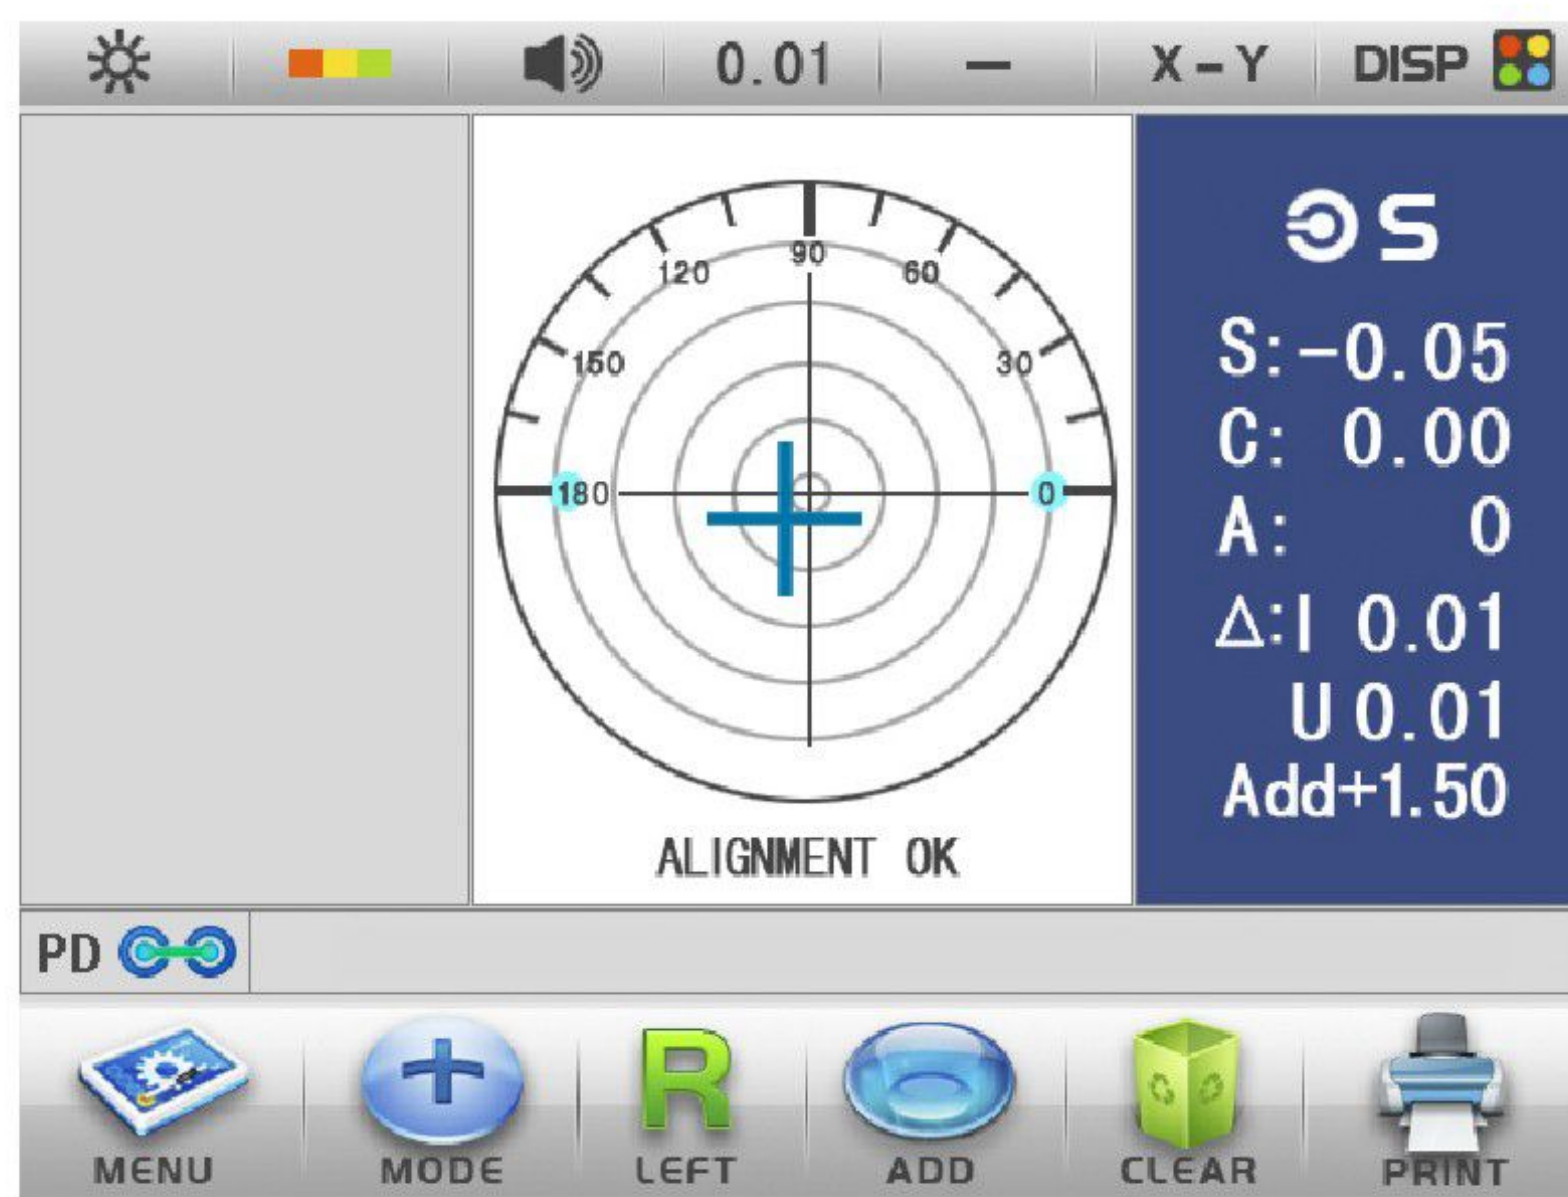 0.01 — X-Y DISP
90
120 60
150 30
180 0
ALIGNMENT OK
OS
S:-0.05
C: 0.00
A: 0
Δ:I 0.01
U 0.01
Add+1.50
PD
R
MENU MODE LEFT ADD CLEAR PRINT